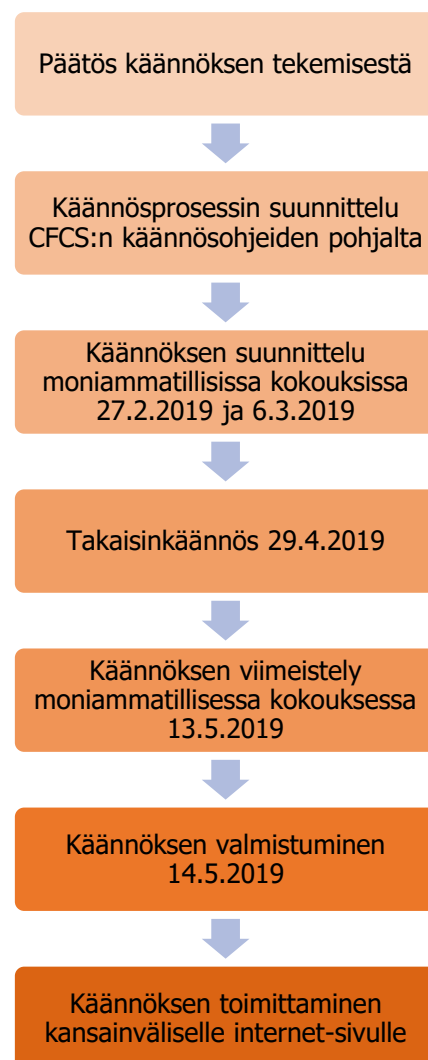 Päätös käännöksen tekemisestä
Käännösprosessin suunnittelu
CFCS:n käännösohjeiden pohjalta
Käännöksen suunnittelu
moniammatillisissa kokouksissa
27.2.2019 ja 6.3.2019
Takaisinkäännös 29.4.2019
Käännöksen viimeistely
moniammatillisessa kokouksessa
13.5.2019
Käännöksen valmistuminen
14.5.2019
Käännöksen toimittaminen
kansainväliselle internet-sivulle